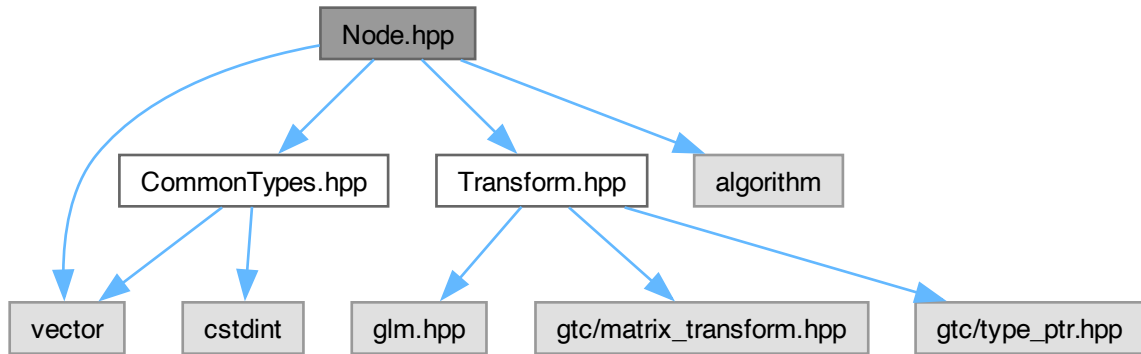 Node.hpp
CommonTypes.hpp
Transform.hpp
algorithm
vector
cstdint
glm.hpp
gtc/matrix_transform.hpp
gtc/type_ptr.hpp